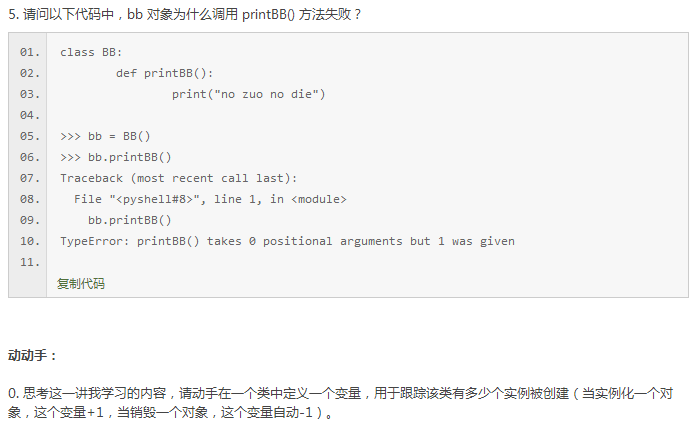 5. 请问以下代码中，bb 对象为什么调用 printBB() 方法失败？
01. class BB:
02. def printBB():
03. print("no zuo no die")
04.
05. >>> bb = BB()
06. >>> bb.printBB()
07. Traceback (most recent call last):
08. File "<pyshell#8>", line 1, in <module>
09. bb.printBB()
10. TypeError: printBB() takes 0 positional arguments but 1 was given
11.
复制代码
动动手：
0. 思考这一讲我学习的内容，请动手在一个类中定义一个变量，用于跟踪该类有多少个实例被创建（当实例化一个对
象，这个变量+1，当销毁一个对象，这个变量自动-1）。